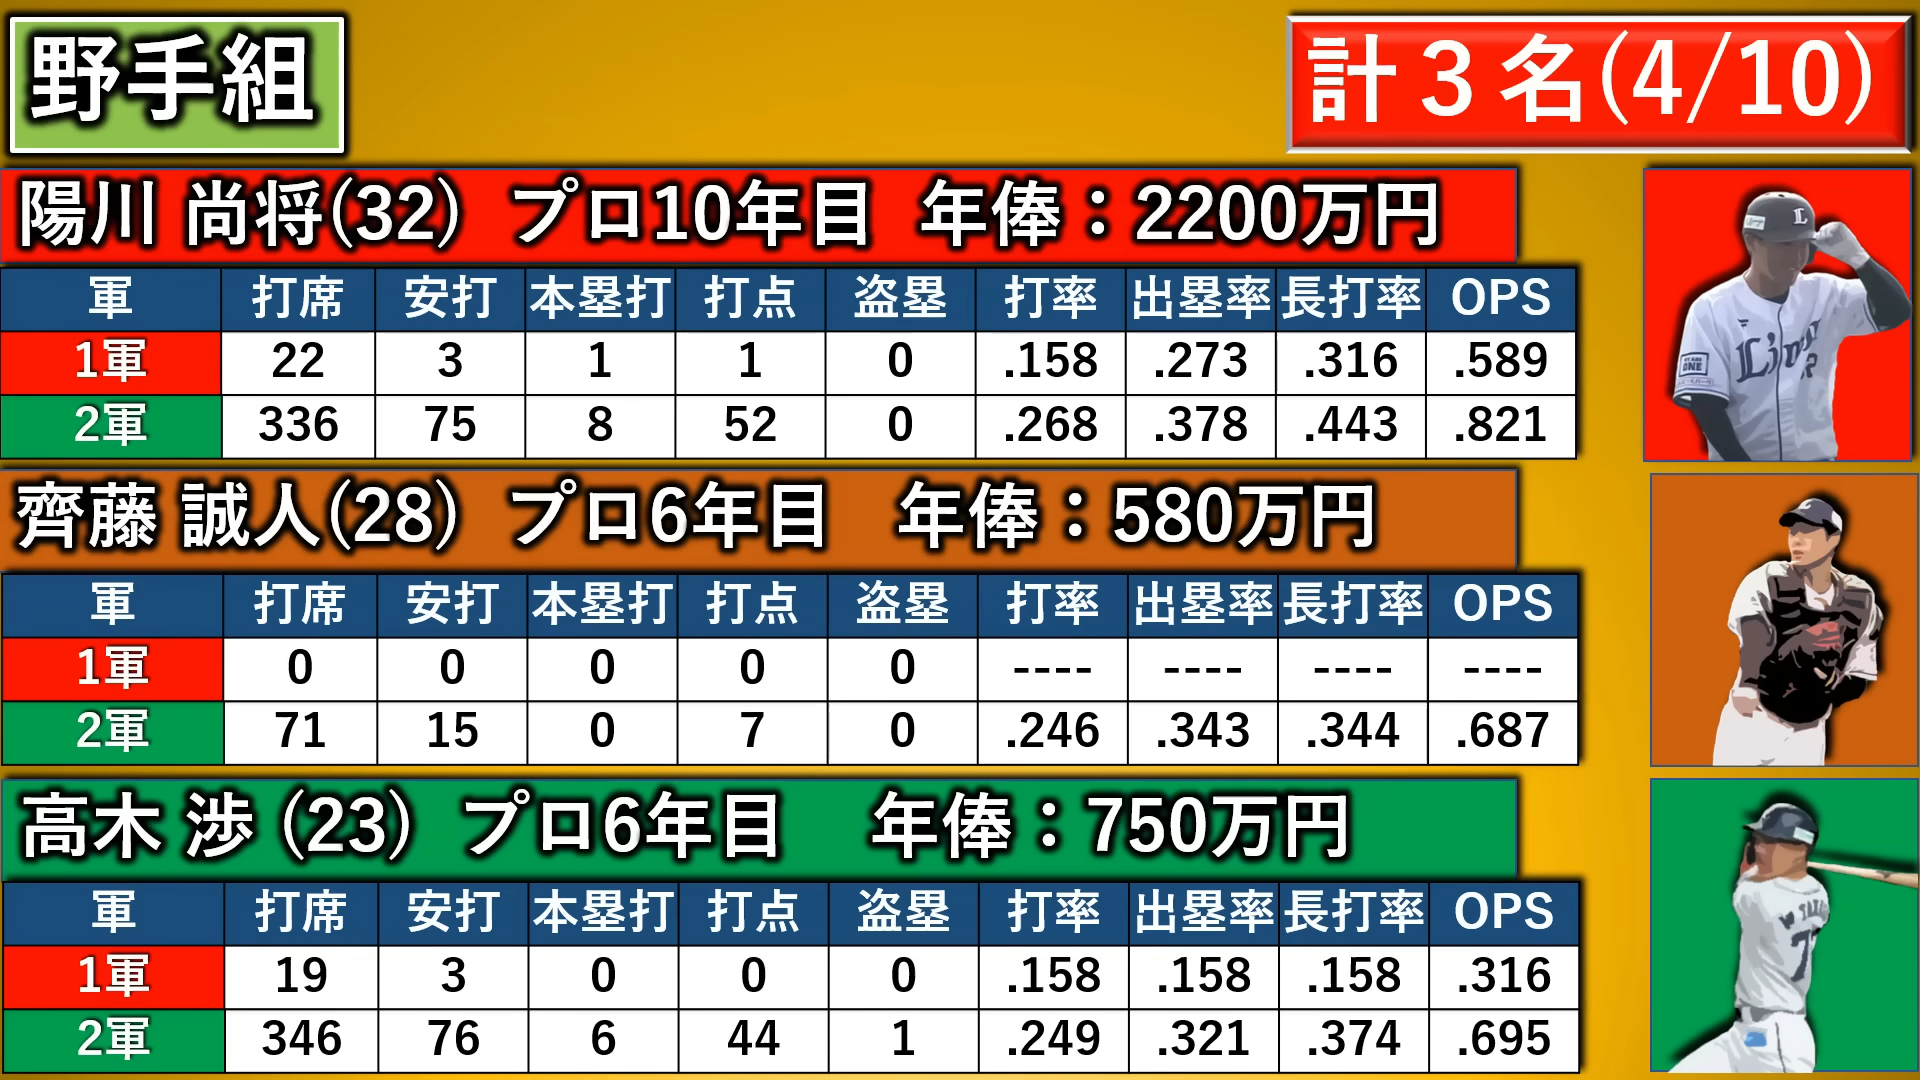 野手組
計３名(4/10)
陽川 尚将(32) プロ10年目 年俸：2200万円
軍 打席 安打 本塁打 打点 盗塁 打率 出塁率 長打率 OPS
1軍 22 3 1 1 0 .158 .273 .316 .589
2軍 336 75 8 52 0 .268 .378 .443 .821
齊藤 誠人(28) プロ6年目 年俸：580万円
軍 打席 安打 本塁打 打点 盗塁 打率 出塁率 長打率 OPS
1軍 0 0 0 0 0 ---- ---- ---- ----
2軍 71 15 0 7 0 .246 .343 .344 .687
高木 渉 (23) プロ6年目 年俸：750万円
軍 打席 安打 本塁打 打点 盗塁 打率 出塁率 長打率 OPS
1軍 19 3 0 0 0 .158 .158 .158 .316
2軍 346 76 6 44 1 .249 .321 .374 .695